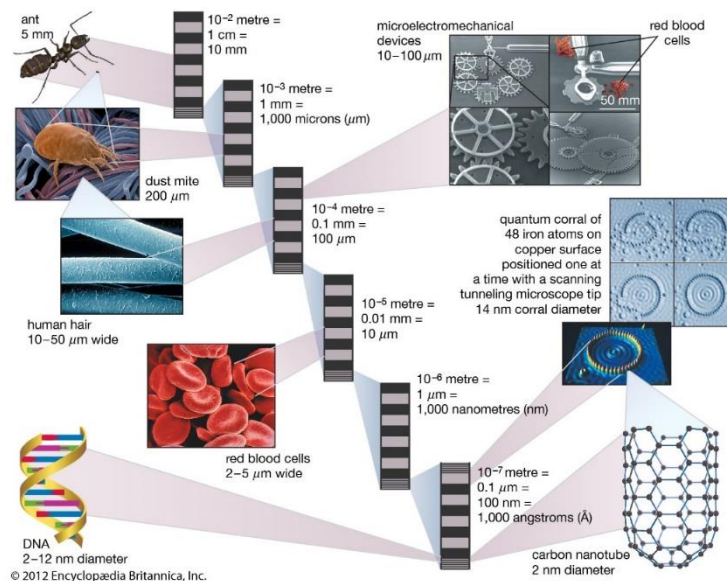 ant
5 mm
10⁻² metre =
1 cm =
10 mm
microelectromechanical
devices
10–100 μm
red blood
cells
50 mm
10⁻³ metre =
1 mm =
1,000 microns (μm)
dust mite
200 μm
10⁻⁴ metre =
0.1 mm =
100 μm
quantum corral of
48 iron atoms on
copper surface
positioned one at
a time with a scanning
tunneling microscope tip
14 nm corral diameter
human hair
10–50 μm wide
10⁻⁵ metre =
0.01 mm =
10 μm
10⁻⁶ metre =
1 μm =
1,000 nanometres (nm)
red blood cells
2–5 μm wide
10⁻⁷ metre =
0.1 μm =
100 nm =
1,000 angstroms (Å)
DNA
2–12 nm diameter
carbon nanotube
2 nm diameter
© 2012 Encyclopædia Britannica, Inc.